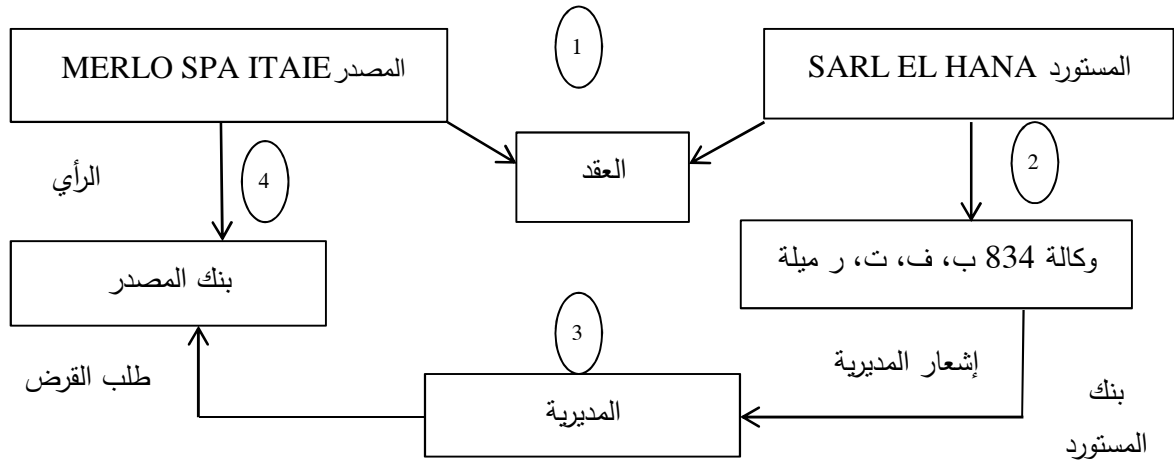 المستورد SARL EL HANA
1
المصدر MERLO SPA ITAIE
العقد
2
4
الرأي
وكالة 834 ب، ف، ت، ر ميلة
بنك المصدر
3
إشعار المديرية
طلب القرض
المديرية
بنك
المستورد